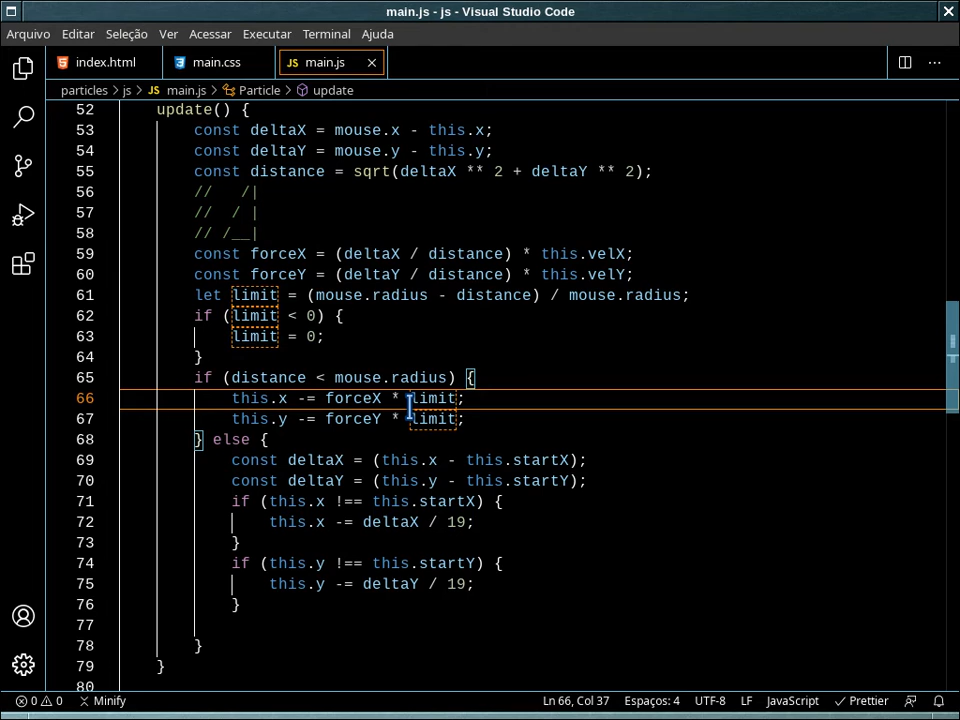 main.js - js - Visual Studio Code
Arquivo Editar Seleção Ver Acessar Executar Terminal Ajuda
index.html main.css JS main.js
particles > js > JS main.js > Particle > update
52 update() {
53 const deltaX = mouse.x - this.x;
54 const deltaY = mouse.y - this.y;
55 const distance = sqrt(deltaX ** 2 + deltaY ** 2);
56 //   /|
57 //  / |
58 // /__|
59 const forceX = (deltaX / distance) * this.velX;
60 const forceY = (deltaY / distance) * this.velY;
61 let limit = (mouse.radius - distance) / mouse.radius;
62 if (limit < 0) {
63 limit = 0;
64 }
65 if (distance < mouse.radius) {
66 this.x -= forceX * limit;
67 this.y -= forceY * limit;
68 } else {
69 const deltaX = (this.x - this.startX);
70 const deltaY = (this.y - this.startY);
71 if (this.x !== this.startX) {
72 this.x -= deltaX / 19;
73 }
74 if (this.y !== this.startY) {
75 this.y -= deltaY / 19;
76 }
77
78 }
79 }
80
0 0 Minify Ln 66, Col 37 Espaços: 4 UTF-8 LF JavaScript Prettier